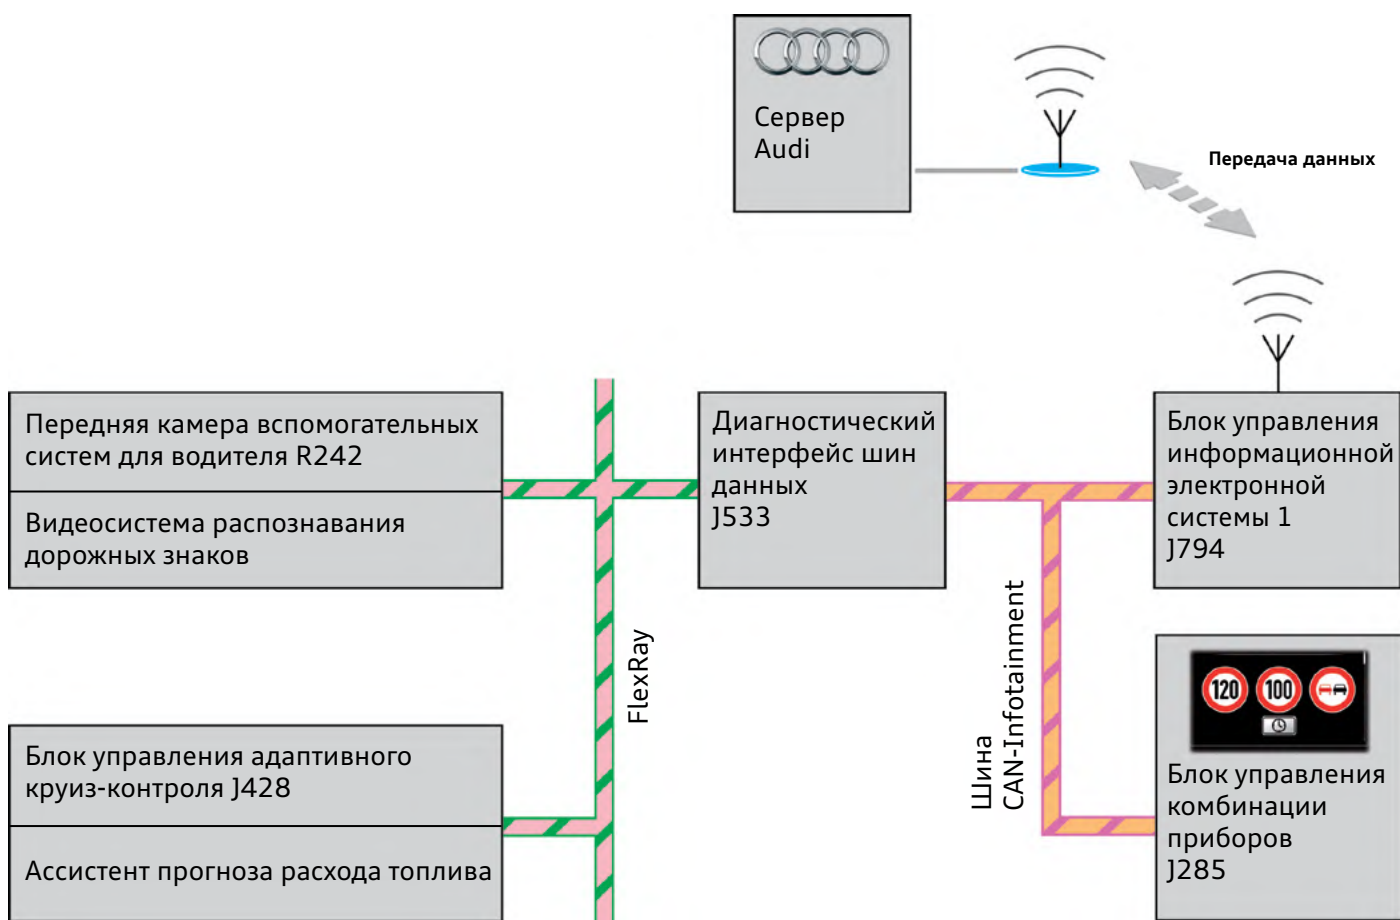 Сервер
Audi
Передача данных
Передняя камера вспомогательных
систем для водителя R242
Видеосистема распознавания
дорожных знаков
Диагностический
интерфейс шин
данных
J533
Блок управления
информационной
электронной
системы 1
J794
FlexRay
Шина
CAN-Infotainment
120
100
Блок управления адаптивного
круиз-контроля J428
Ассистент прогноза расхода топлива
Блок управления
комбинации
приборов
J285